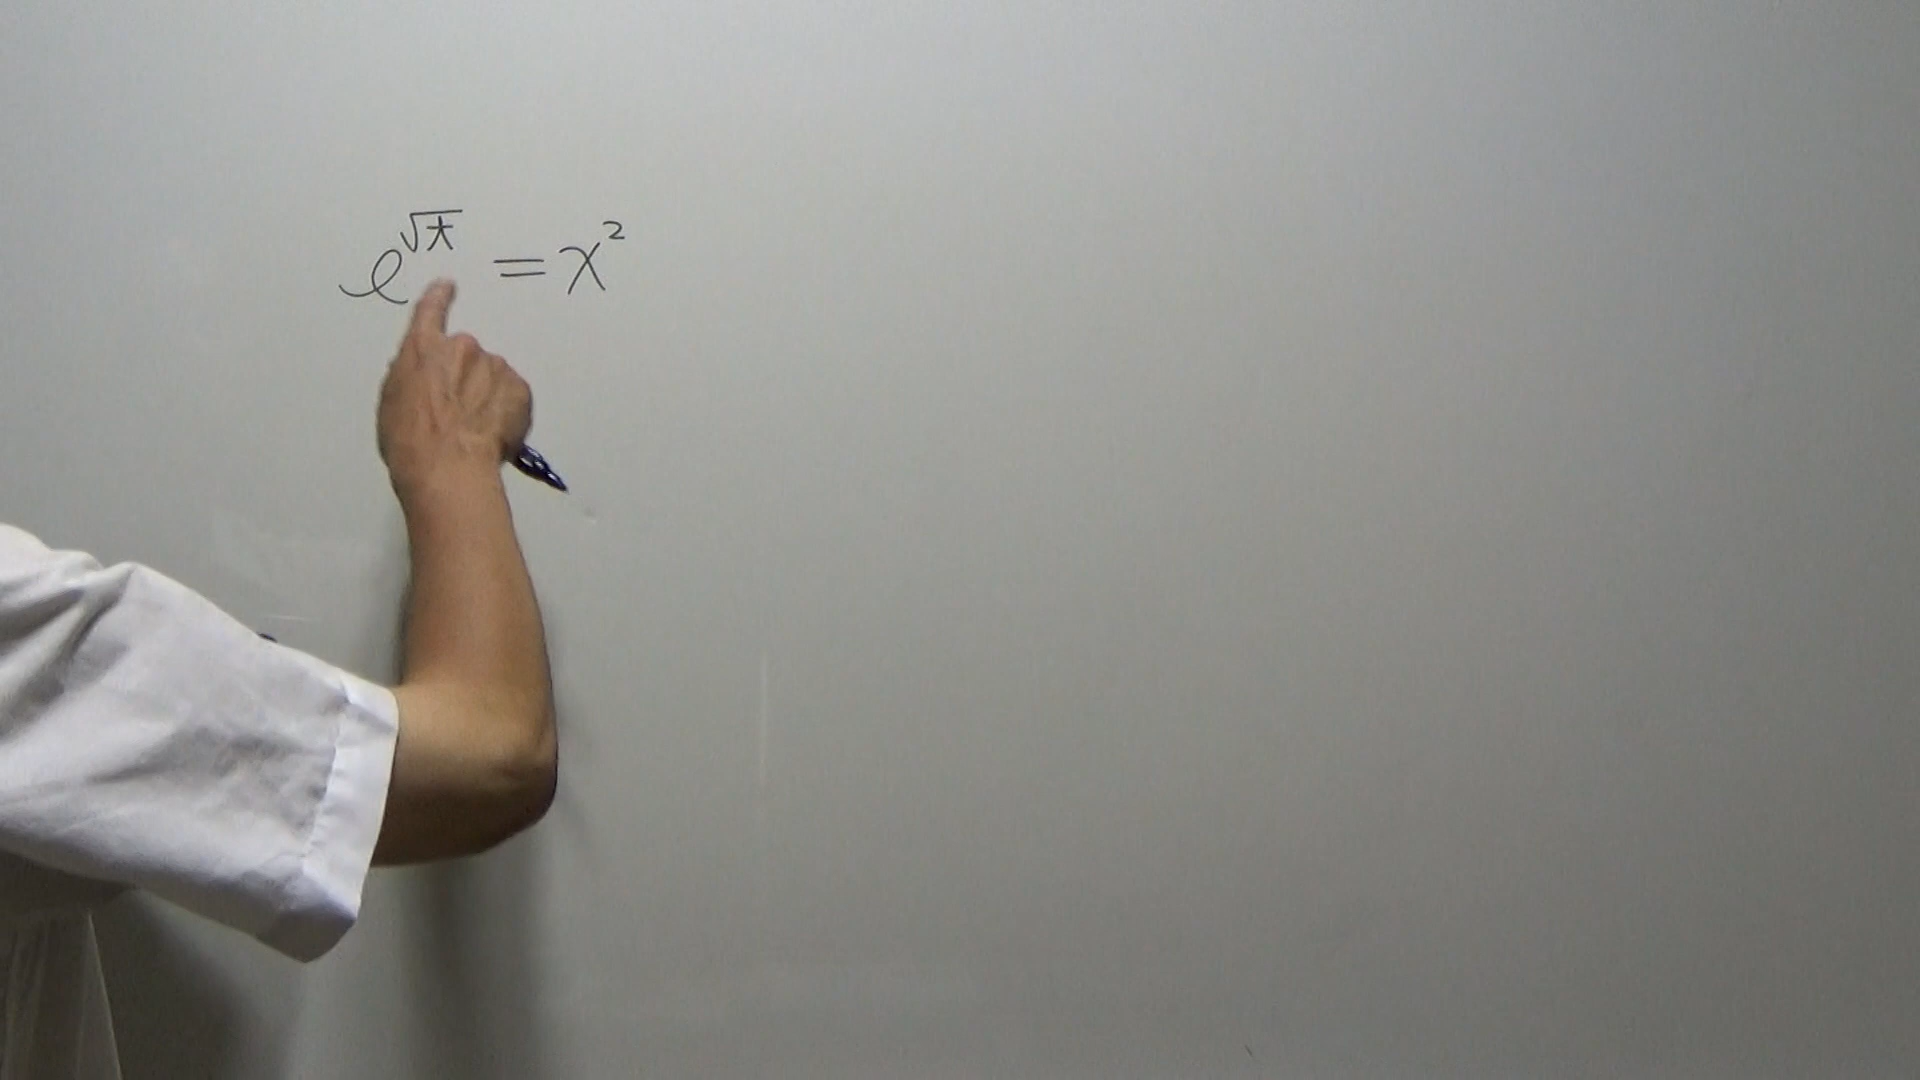 e^√t = x²